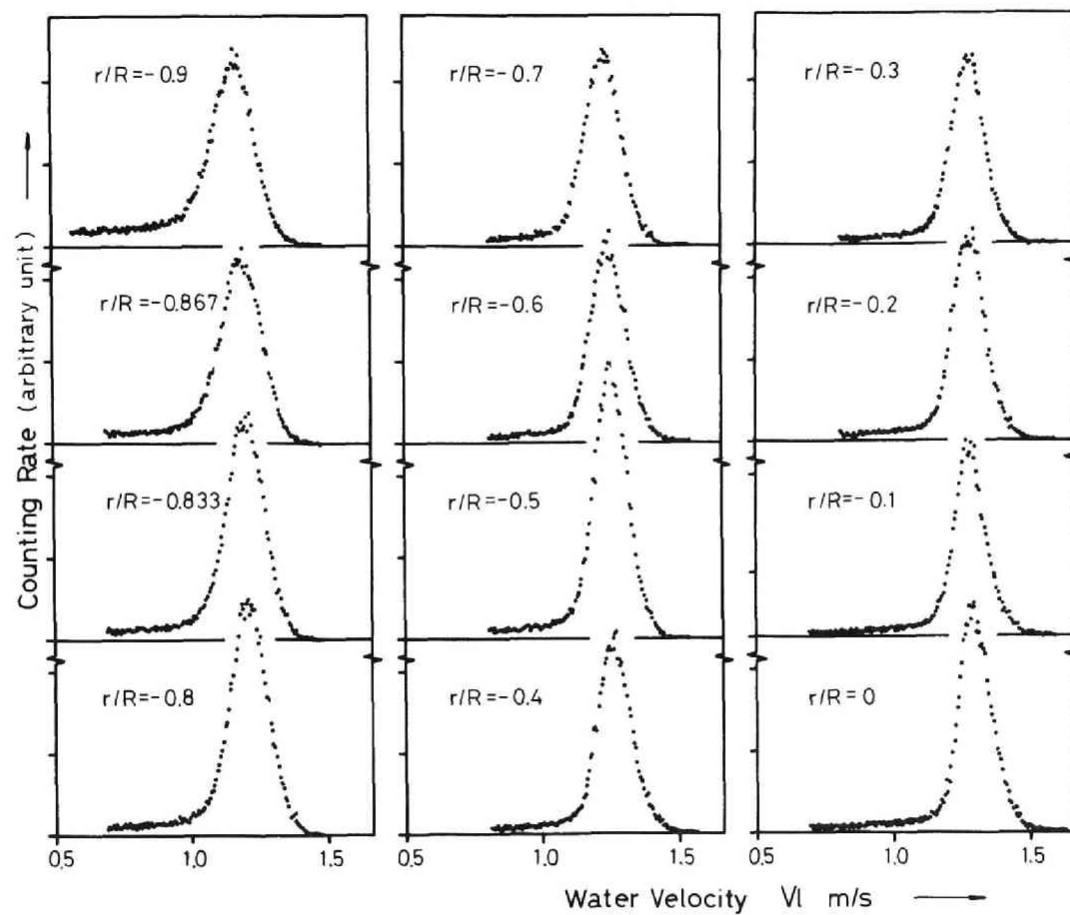 Counting Rate (arbitrary unit)
r/R=-0.9
r/R=-0.867
r/R=-0.833
r/R=-0.8
0.5 1.0 1.5
r/R=-0.7
r/R=-0.6
r/R=-0.5
r/R=-0.4
0.5 1.0 1.5
r/R=-0.3
r/R=-0.2
r/R=-0.1
r/R=0
0.5 1.0 1.5
Water Velocity Vl m/s